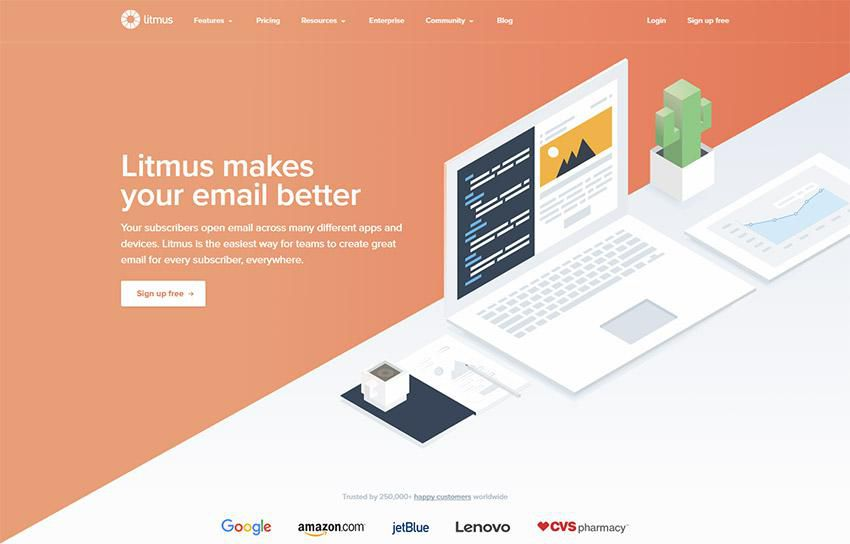 litmus
Features
Pricing
Resources
Enterprise
Community
Blog
Login
Sign up free
Litmus makes
your email better
Your subscribers open email across many different apps and
devices. Litmus is the easiest way for teams to create great
email for every subscriber, everywhere.
Sign up free →
Trusted by 250,000+ happy customers worldwide
Google
amazon.com
jetBlue
Lenovo
CVS pharmacy™